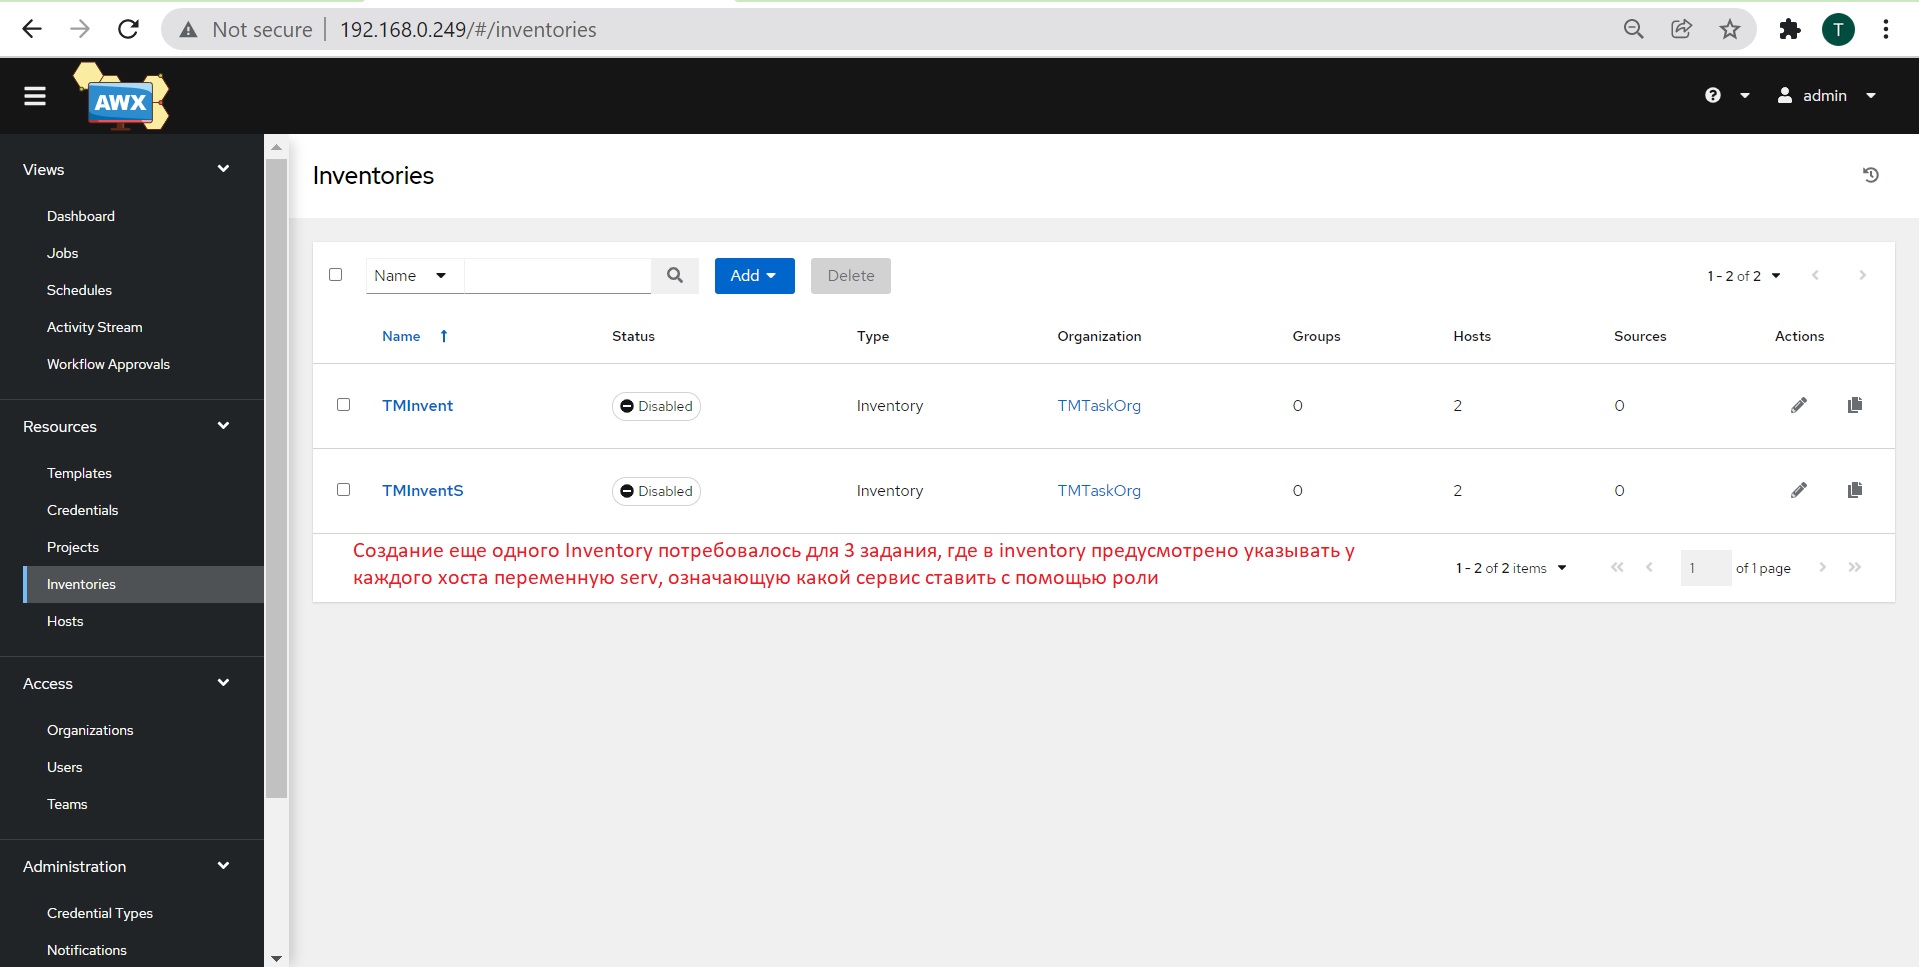 Not secure
192.168.0.249/#/inventories
T
AWX
admin
Views
Dashboard
Jobs
Schedules
Activity Stream
Workflow Approvals
Resources
Templates
Credentials
Projects
Inventories
Hosts
Access
Organizations
Users
Teams
Administration
Credential Types
Notifications
Inventories
Name
Add
Delete
1 - 2 of 2
Name Status Type Organization Groups Hosts Sources Actions
TMInvent Disabled Inventory TMTaskOrg 0 2 0
TMInventS Disabled Inventory TMTaskOrg 0 2 0
Создание еще одного Inventory потребовалось для 3 задания, где в inventory предусмотрено указывать у
каждого хоста переменную serv, означающую какой сервис ставить с помощью роли
1 - 2 of 2 items
1 of 1 page